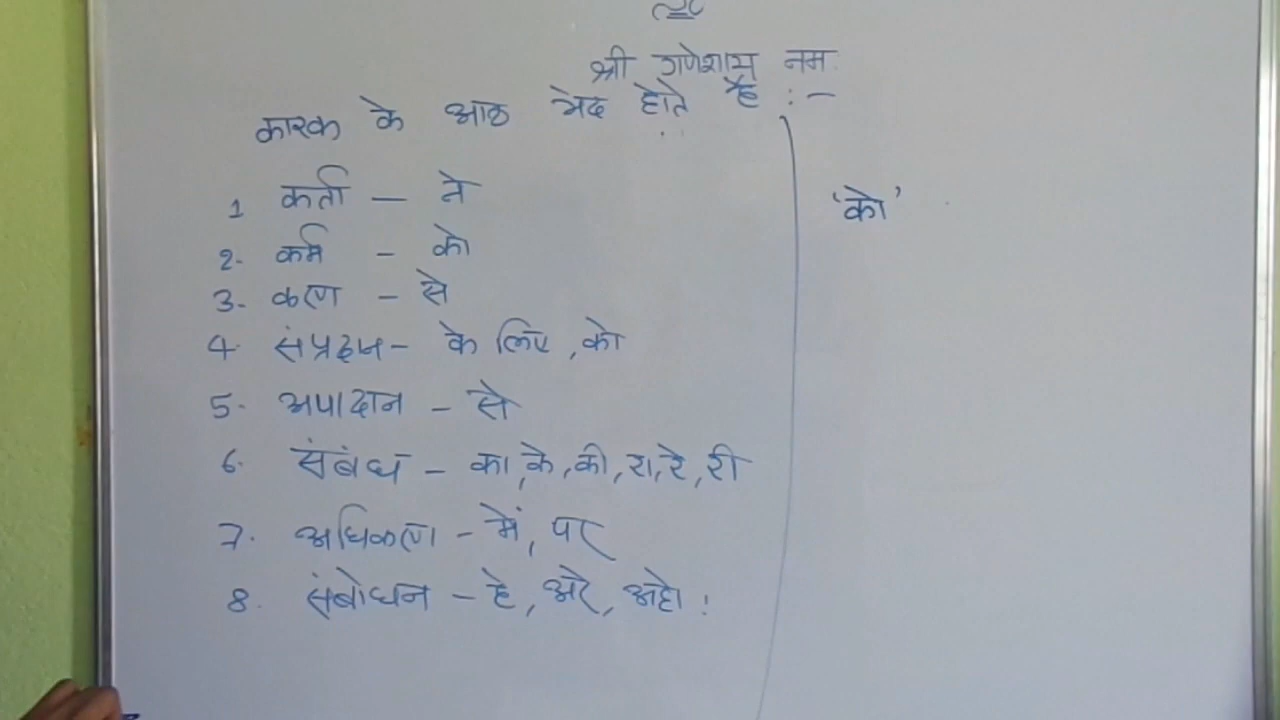 श्री गणेशाय नम:
कारक के आठ भेद होते है :-
1 कर्ता — ने
2. कर्म - को
3- करण - से
4 संप्रदान - के लिए ,को
5. अपादान - से
6. संबंध - का,के,की,रा,रे,री
7. अधिकरण - में, पर
8. संबोधन - हे, अरे, अहो !
'को'